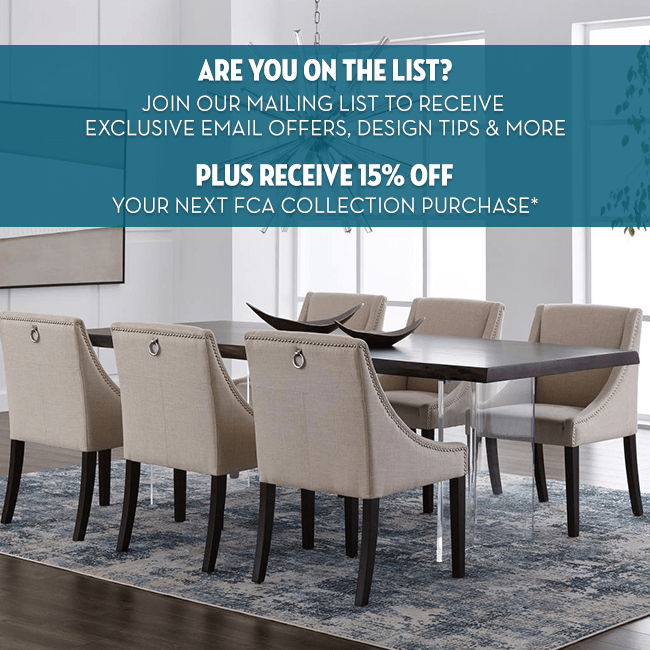 ARE YOU ON THE LIST?
JOIN OUR MAILING LIST TO RECEIVE
EXCLUSIVE EMAIL OFFERS, DESIGN TIPS & MORE
PLUS RECEIVE 15% OFF
YOUR NEXT FCA COLLECTION PURCHASE*